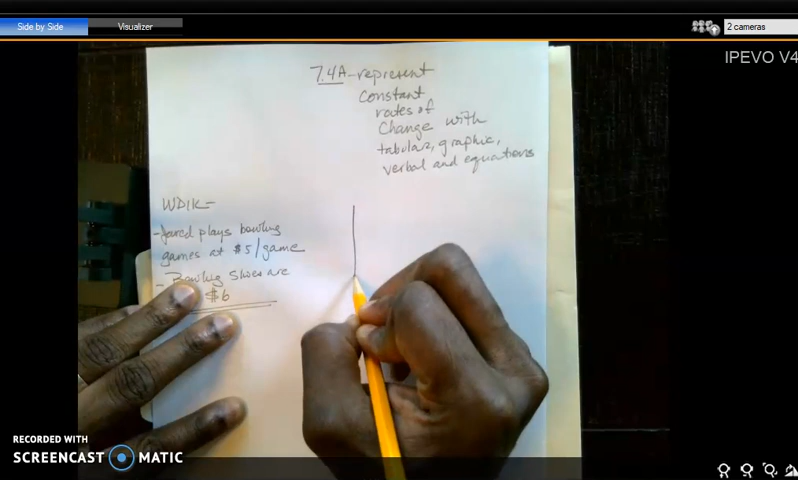 Side by Side
Visualizer
2 cameras
IPEVO V4
7.4A-represent
constant
rates of
change with
tabular, graphic,
verbal and equations
WDIK-
-Jared plays bowling
games at $5/game
- Bowling shoes are
$6
RECORDED WITH
SCREENCAST MATIC